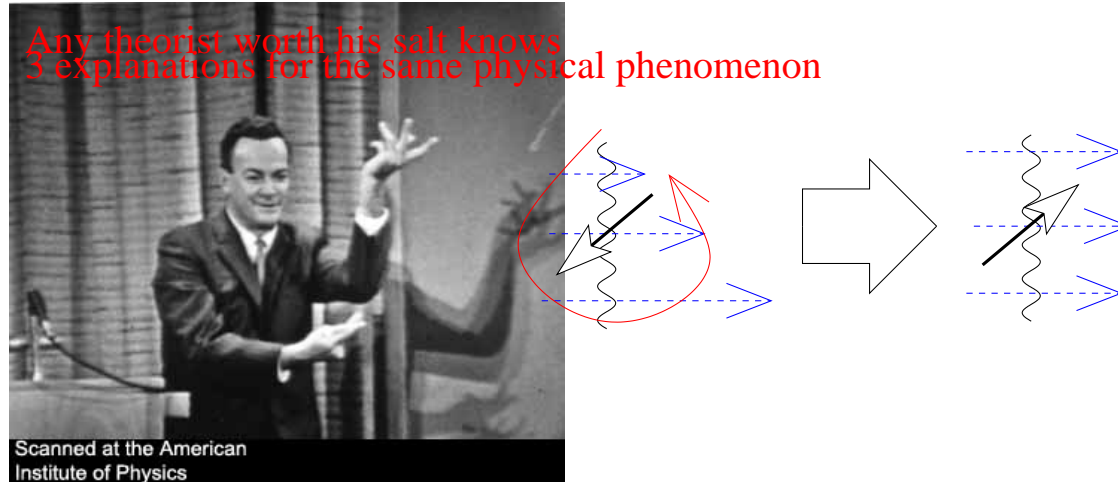 Any theorist worth his salt knows
3 explanations for the same physical phenomenon
Scanned at the American
Institute of Physics